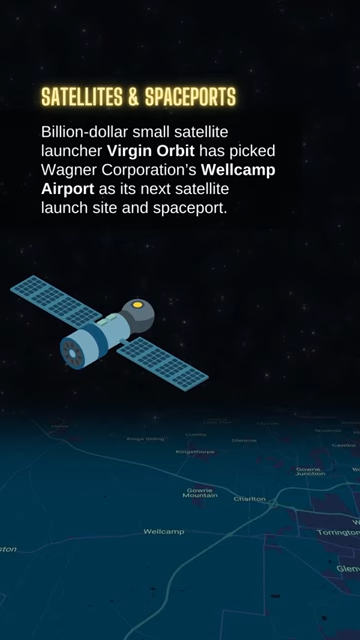 SATELLITES & SPACEPORTS
Billion-dollar small satellite
launcher Virgin Orbit has picked
Wagner Corporation's Wellcamp
Airport as its next satellite
launch site and spaceport.
Kingsthorpe
Gowrie
Junction
Gowrie
Mountain
Charlton
Wellcamp
Torrington